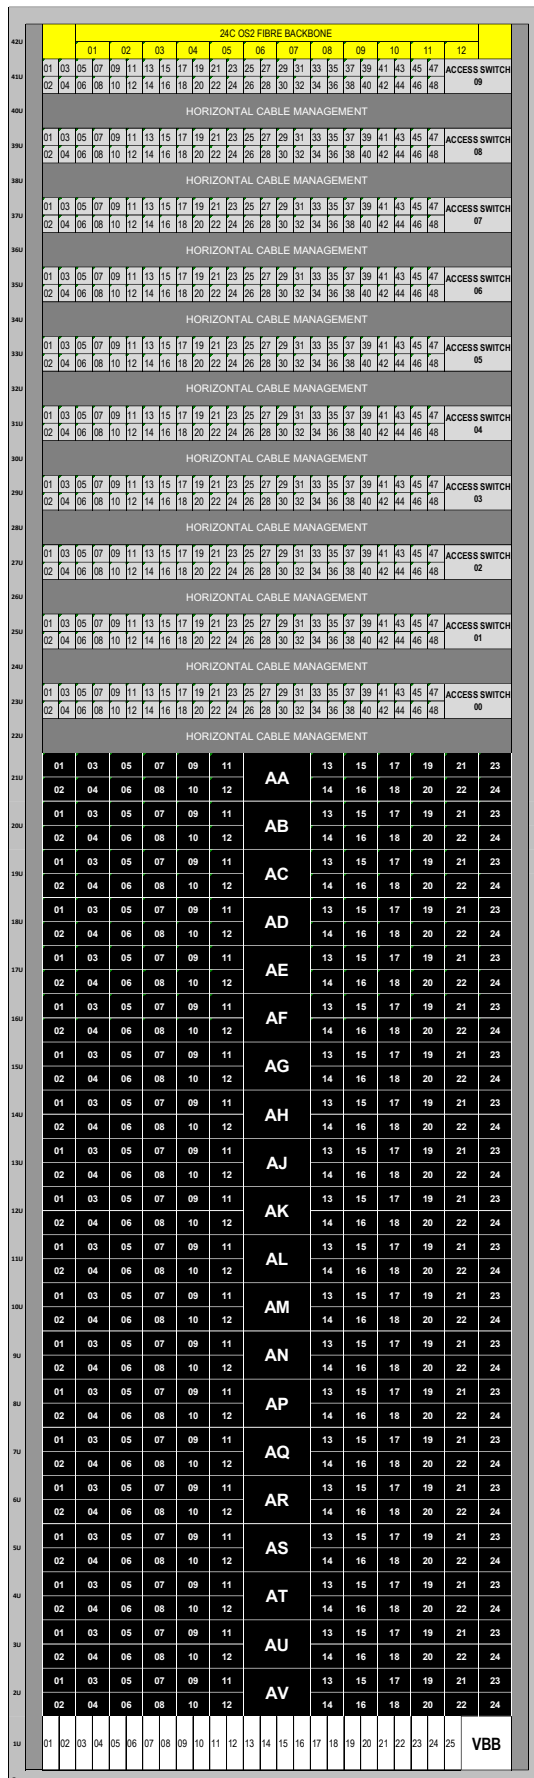 24C OS2 FIBRE BACKBONE
42U 01 02 03 04 05 06 07 08 09 10 11 12
01 03 05 07 09 11 13 15 17 19 21 23 25 27 29 31 33 35 37 39 41 43 45 47 ACCESS SWITCH
41U
02 04 06 08 10 12 14 16 18 20 22 24 26 28 30 32 34 36 38 40 42 44 46 48 09
40U HORIZONTAL CABLE MANAGEMENT
01 03 05 07 09 11 13 15 17 19 21 23 25 27 29 31 33 35 37 39 41 43 45 47 ACCESS SWITCH
39U
02 04 06 08 10 12 14 16 18 20 22 24 26 28 30 32 34 36 38 40 42 44 46 48 08
38U HORIZONTAL CABLE MANAGEMENT
01 03 05 07 09 11 13 15 17 19 21 23 25 27 29 31 33 35 37 39 41 43 45 47 ACCESS SWITCH
37U
02 04 06 08 10 12 14 16 18 20 22 24 26 28 30 32 34 36 38 40 42 44 46 48 07
36U HORIZONTAL CABLE MANAGEMENT
01 03 05 07 09 11 13 15 17 19 21 23 25 27 29 31 33 35 37 39 41 43 45 47 ACCESS SWITCH
35U
02 04 06 08 10 12 14 16 18 20 22 24 26 28 30 32 34 36 38 40 42 44 46 48 06
34U HORIZONTAL CABLE MANAGEMENT
01 03 05 07 09 11 13 15 17 19 21 23 25 27 29 31 33 35 37 39 41 43 45 47 ACCESS SWITCH
33U
02 04 06 08 10 12 14 16 18 20 22 24 26 28 30 32 34 36 38 40 42 44 46 48 05
32U HORIZONTAL CABLE MANAGEMENT
01 03 05 07 09 11 13 15 17 19 21 23 25 27 29 31 33 35 37 39 41 43 45 47 ACCESS SWITCH
31U
02 04 06 08 10 12 14 16 18 20 22 24 26 28 30 32 34 36 38 40 42 44 46 48 04
30U HORIZONTAL CABLE MANAGEMENT
01 03 05 07 09 11 13 15 17 19 21 23 25 27 29 31 33 35 37 39 41 43 45 47 ACCESS SWITCH
29U
02 04 06 08 10 12 14 16 18 20 22 24 26 28 30 32 34 36 38 40 42 44 46 48 03
28U HORIZONTAL CABLE MANAGEMENT
01 03 05 07 09 11 13 15 17 19 21 23 25 27 29 31 33 35 37 39 41 43 45 47 ACCESS SWITCH
27U
02 04 06 08 10 12 14 16 18 20 22 24 26 28 30 32 34 36 38 40 42 44 46 48 02
26U HORIZONTAL CABLE MANAGEMENT
01 03 05 07 09 11 13 15 17 19 21 23 25 27 29 31 33 35 37 39 41 43 45 47 ACCESS SWITCH
25U
02 04 06 08 10 12 14 16 18 20 22 24 26 28 30 32 34 36 38 40 42 44 46 48 01
24U HORIZONTAL CABLE MANAGEMENT
01 03 05 07 09 11 13 15 17 19 21 23 25 27 29 31 33 35 37 39 41 43 45 47 ACCESS SWITCH
23U
02 04 06 08 10 12 14 16 18 20 22 24 26 28 30 32 34 36 38 40 42 44 46 48 00
22U HORIZONTAL CABLE MANAGEMENT
01 03 05 07 09 11 13 15 17 19 21 23
21U AA
02 04 06 08 10 12 14 16 18 20 22 24
01 03 05 07 09 11 13 15 17 19 21 23
20U AB
02 04 06 08 10 12 14 16 18 20 22 24
01 03 05 07 09 11 13 15 17 19 21 23
19U AC
02 04 06 08 10 12 14 16 18 20 22 24
01 03 05 07 09 11 13 15 17 19 21 23
18U AD
02 04 06 08 10 12 14 16 18 20 22 24
01 03 05 07 09 11 13 15 17 19 21 23
17U AE
02 04 06 08 10 12 14 16 18 20 22 24
01 03 05 07 09 11 13 15 17 19 21 23
16U AF
02 04 06 08 10 12 14 16 18 20 22 24
01 03 05 07 09 11 13 15 17 19 21 23
15U AG
02 04 06 08 10 12 14 16 18 20 22 24
01 03 05 07 09 11 13 15 17 19 21 23
14U AH
02 04 06 08 10 12 14 16 18 20 22 24
01 03 05 07 09 11 13 15 17 19 21 23
13U AJ
02 04 06 08 10 12 14 16 18 20 22 24
01 03 05 07 09 11 13 15 17 19 21 23
12U AK
02 04 06 08 10 12 14 16 18 20 22 24
01 03 05 07 09 11 13 15 17 19 21 23
11U AL
02 04 06 08 10 12 14 16 18 20 22 24
01 03 05 07 09 11 13 15 17 19 21 23
10U AM
02 04 06 08 10 12 14 16 18 20 22 24
01 03 05 07 09 11 13 15 17 19 21 23
9U AN
02 04 06 08 10 12 14 16 18 20 22 24
01 03 05 07 09 11 13 15 17 19 21 23
8U AP
02 04 06 08 10 12 14 16 18 20 22 24
01 03 05 07 09 11 13 15 17 19 21 23
7U AQ
02 04 06 08 10 12 14 16 18 20 22 24
01 03 05 07 09 11 13 15 17 19 21 23
6U AR
02 04 06 08 10 12 14 16 18 20 22 24
01 03 05 07 09 11 13 15 17 19 21 23
5U AS
02 04 06 08 10 12 14 16 18 20 22 24
01 03 05 07 09 11 13 15 17 19 21 23
4U AT
02 04 06 08 10 12 14 16 18 20 22 24
01 03 05 07 09 11 13 15 17 19 21 23
3U AU
02 04 06 08 10 12 14 16 18 20 22 24
01 03 05 07 09 11 13 15 17 19 21 23
2U AV
02 04 06 08 10 12 14 16 18 20 22 24
1U 01 02 03 04 05 06 07 08 09 10 11 12 13 14 15 16 17 18 19 20 21 22 23 24 25 VBB